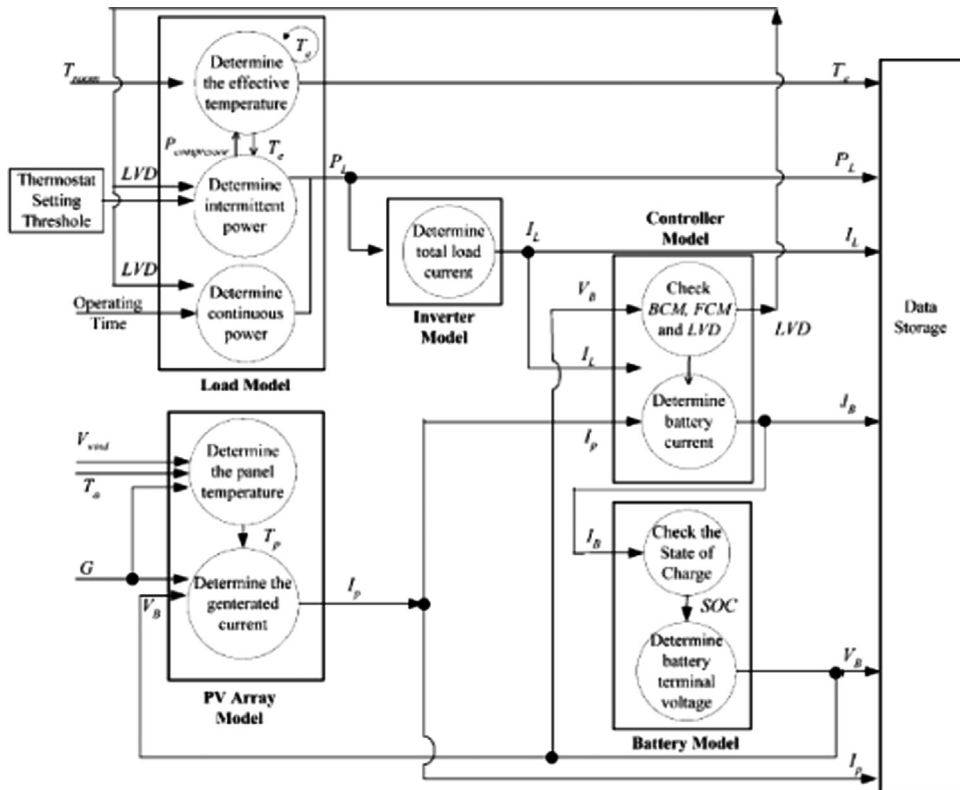 T_e
Determine
the effective
temperature
T_room
T_e
P_compresore
T_e
P_L
P_L
Thermostat
Setting
Threshole
LVD
Determine
intermittent
power
Controller
Model
Determine
total load
current
I_L
I_L
LVD
Determine
continuous
power
Operating
Time
V_B
Check
BCM, FCM
and LVD
LVD
Data
Storage
Inverter
Model
I_L
Load Model
Determine
battery
current
I_B
I_p
V_wind
Determine
the panel
temperature
T_a
T_p
I_B
Check the
State of
Charge
G
Determine the
genterated
current
I_p
V_B
SOC
Determine
battery
terminal
voltage
V_B
PV Array
Model
Battery Model
I_p